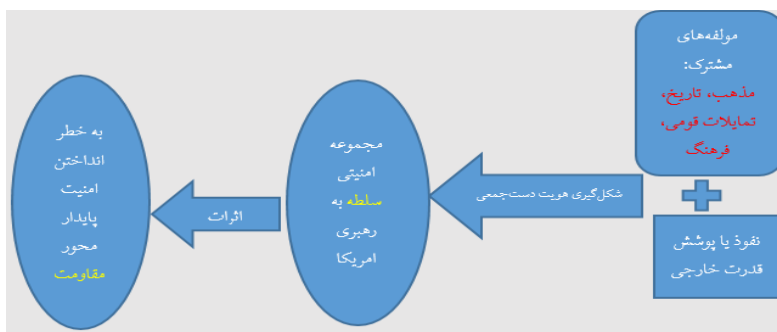 مولفه‌های
مشترک:
مذهب، تاریخ،
تمایلات قومی،
فرهنگ
نفوذ یا پوشش
قدرت خارجی
شکل‌گیری هویت دست‌جمعی
مجموعه
امنیتی
سلطه به
رهبری
امریکا
اثرات
به خطر
انداختن
امنیت
پایدار
محور
مقاومت